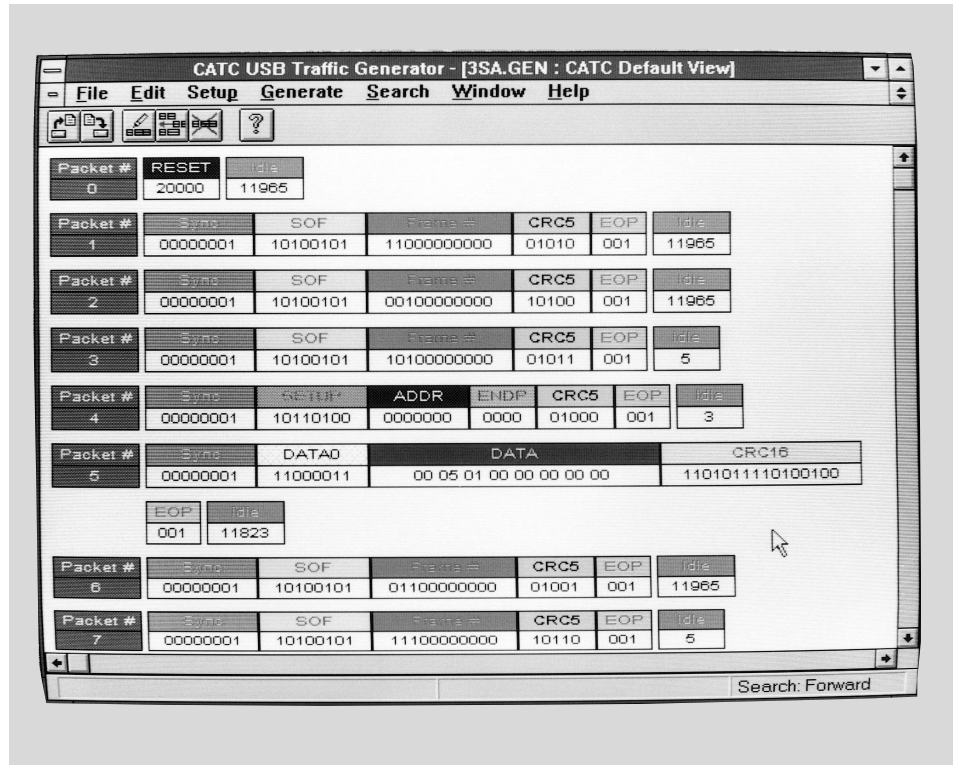 CATC USB Traffic Generator - [3SA.GEN : CATC Default View]
File Edit Setup Generate Search Window Help
Packet # RESET Idle
0 20000 11965
Packet # Sync SOF Frame # CRC5 EOP Idle
1 00000001 10100101 11000000000 01010 001 11965
Packet # Sync SOF Frame # CRC5 EOP Idle
2 00000001 10100101 00100000000 10100 001 11965
Packet # Sync SOF Frame # CRC5 EOP Idle
3 00000001 10100101 10100000000 01011 001 5
Packet # Sync SETUP ADDR ENDP CRC5 EOP Idle
4 00000001 10110100 0000000 0000 01000 001 3
Packet # Sync DATA0 DATA CRC16
5 00000001 11000011 00 05 01 00 00 00 00 00 1101011110100100
EOP Idle
001 11823
Packet # Sync SOF Frame # CRC5 EOP Idle
6 00000001 10100101 01100000000 01001 001 11965
Packet # Sync SOF Frame # CRC5 EOP Idle
7 00000001 10100101 11100000000 10110 001 5
Search: Forward